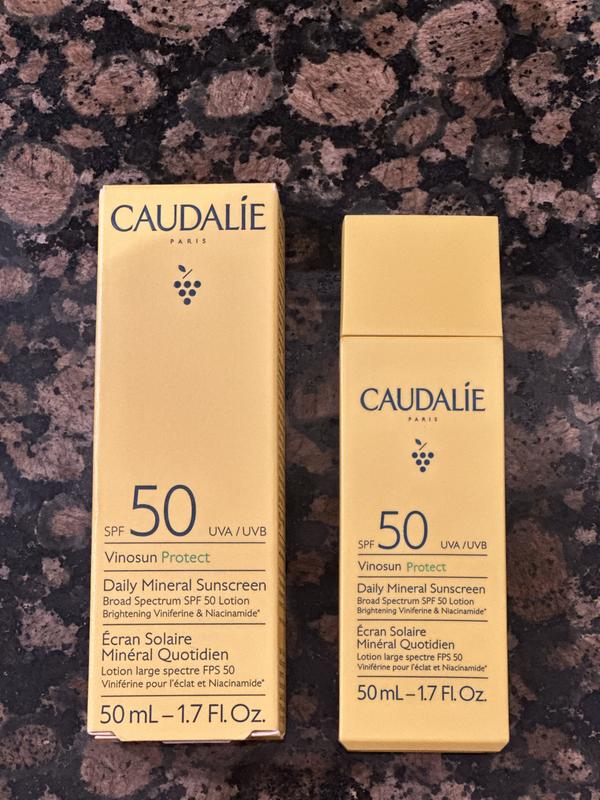 CAUDALÍE
PARIS
SPF 50 UVA / UVB
Vinosun Protect
Daily Mineral Sunscreen
Broad Spectrum SPF 50 Lotion
Brightening Viniferine & Niacinamide*
Écran Solaire
Minéral Quotidien
Lotion large spectre FPS 50
Viniférine pour l'éclat et Niacinamide*
50 mL – 1.7 Fl. Oz.
CAUDALÍE
PARIS
SPF 50 UVA / UVB
Vinosun Protect
Daily Mineral Sunscreen
Broad Spectrum SPF 50 Lotion
Brightening Viniferine & Niacinamide*
Écran Solaire
Minéral Quotidien
Lotion large spectre FPS 50
Viniférine pour l'éclat et Niacinamide*
50 mL – 1.7 Fl. Oz.